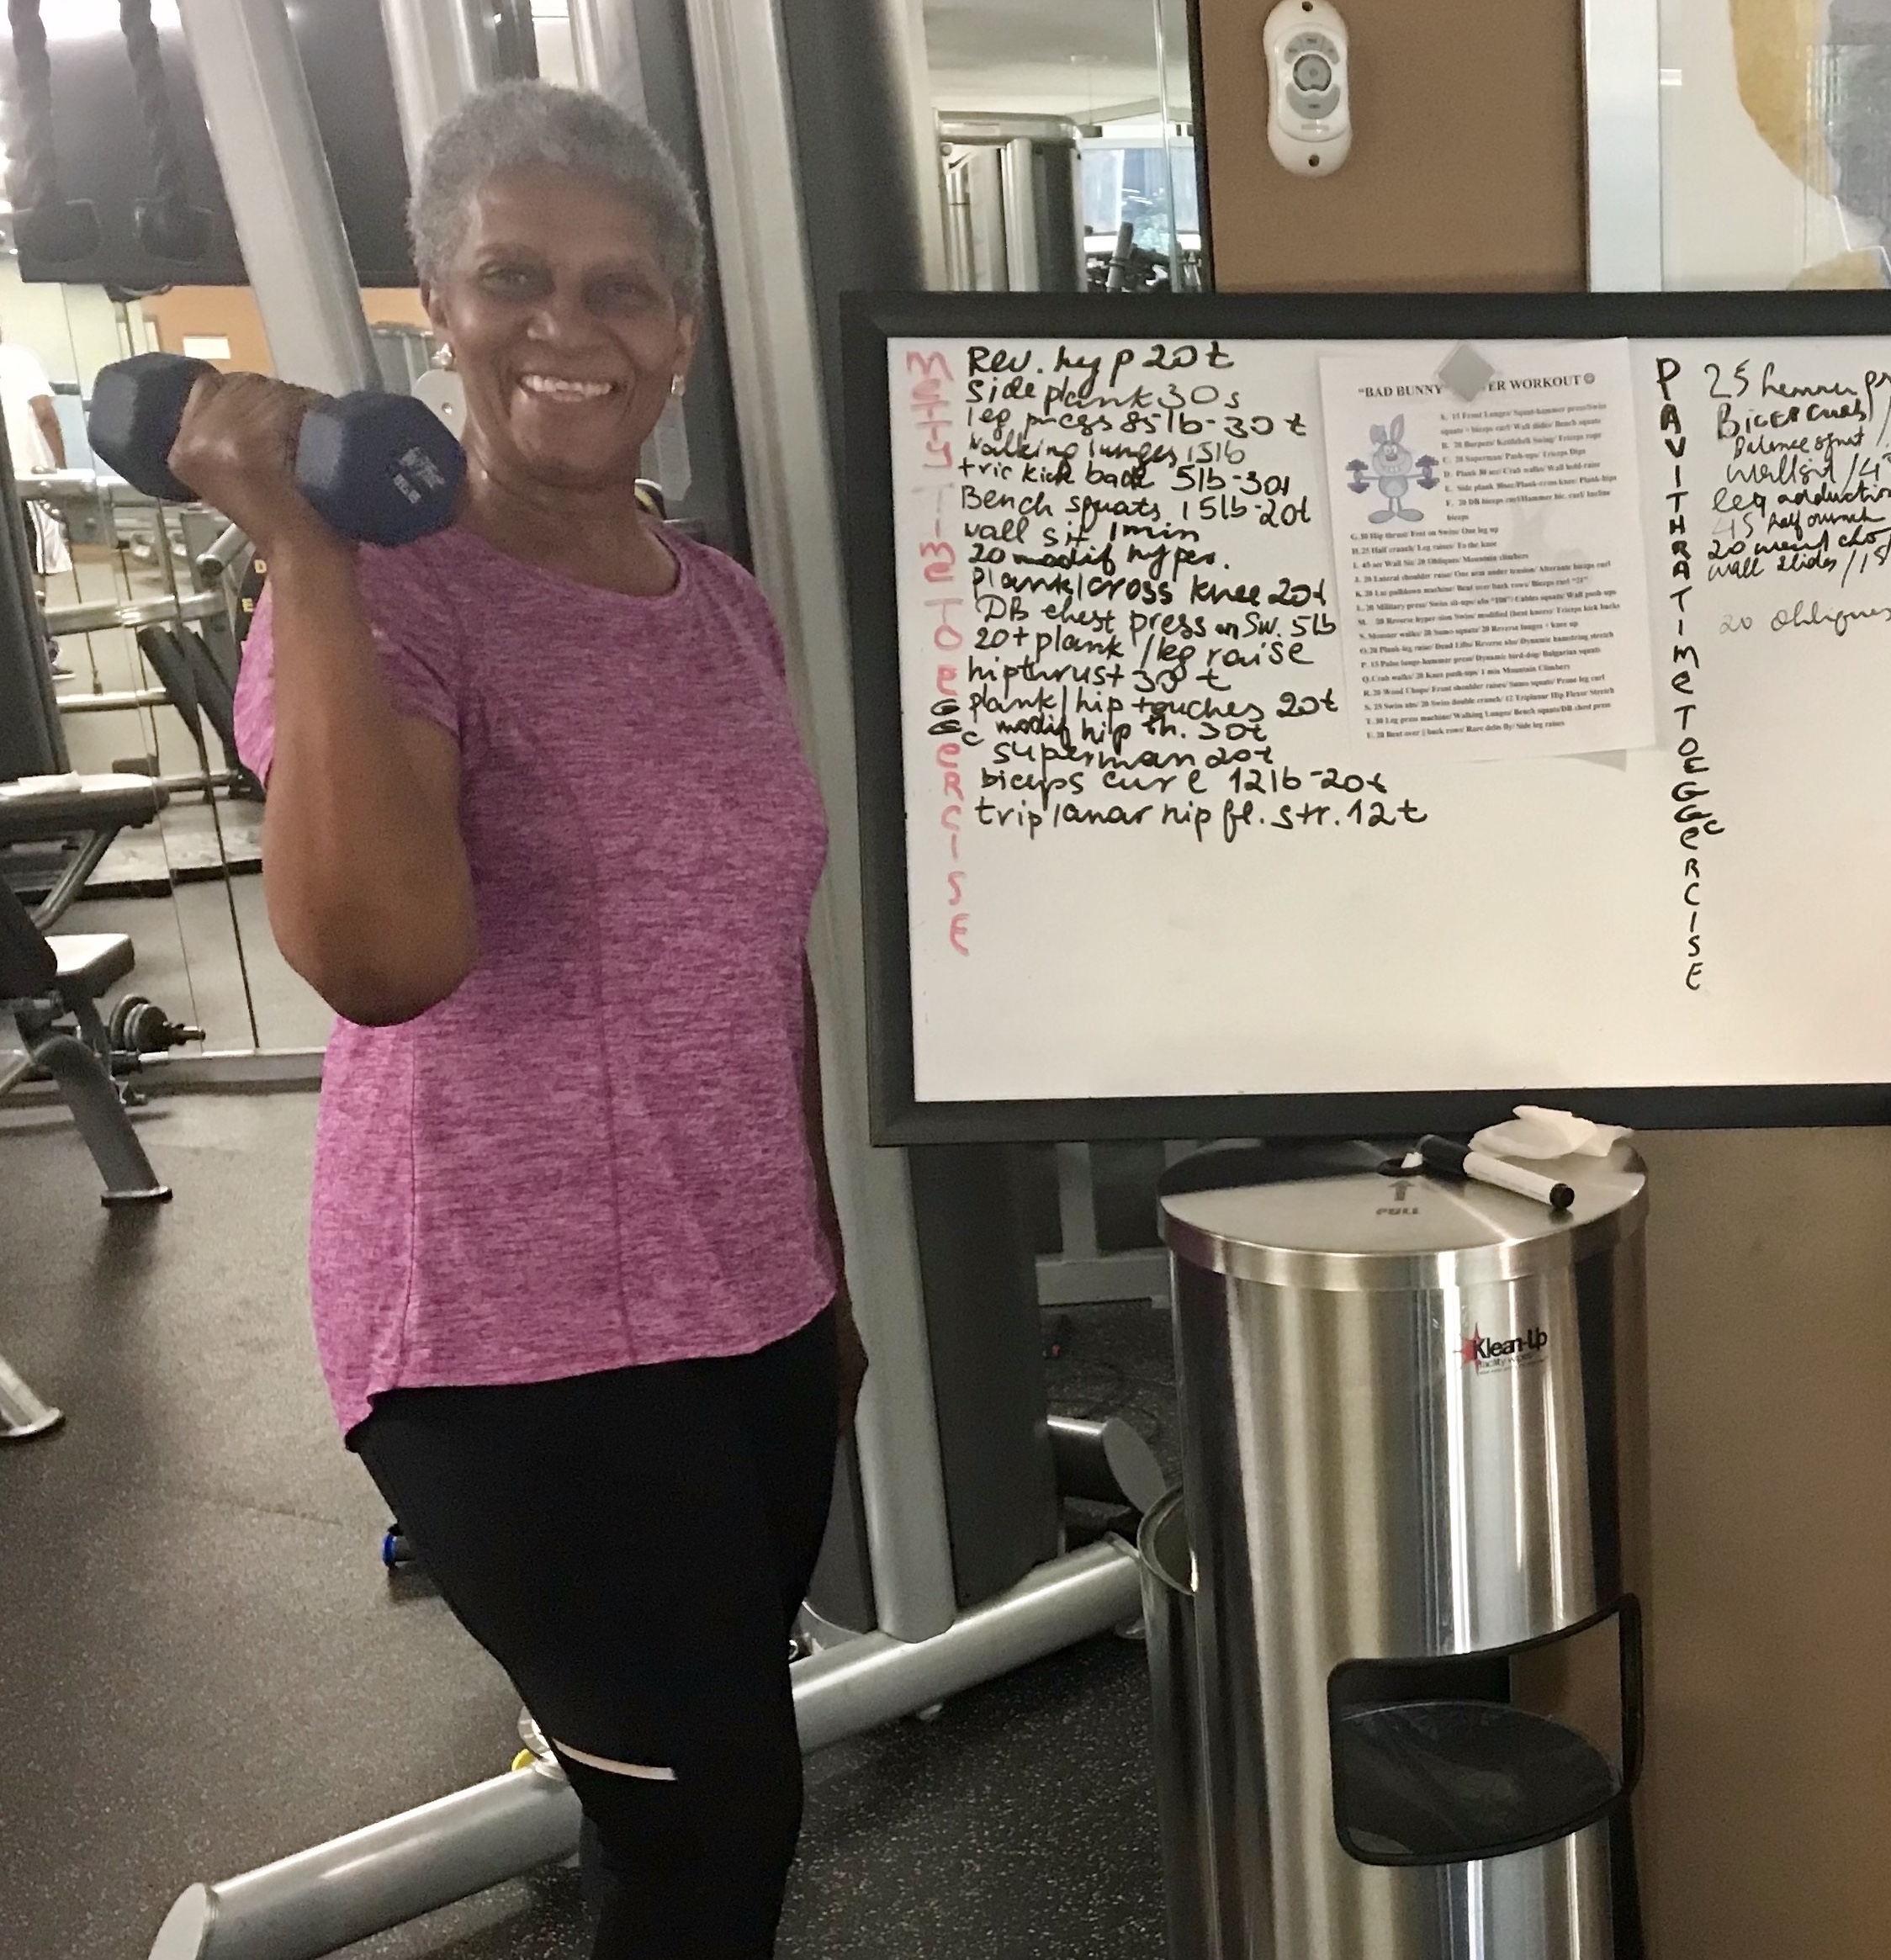 METTY TIME TO EGGcERCISE
Rev. hyp 20t
side plank 30s
leg press 85lb-30t
walking lunges 15lb
tric kick back 5lb-30t
Bench squats 15lb-20t
wall sit 1min
20 modif hyper.
plank/cross knee 20t
DB chest press on Sw. 5lb
20t plank/leg raise
hipthrust 30t
plank/hip touches 20t
modif hip th. 30t
superman 20t
biceps curl 12lb-20t
triplanar hip fl. str. 12t
"BAD BUNNY" WORKOUT
A. 15 Front Lunges/ Squat-hammer press/Swiss
squats + biceps curl/ Wall slides/ Bench squats
B. 20 Burpees/ Kettlebell Swing/ Triceps rope
C. 20 Superman/ Push-ups/ Triceps Dips
D. Plank 30 sec/ Crab walks/ Wall hold-raise
E. Side plank 30sec/Plank-cross knee/ Plank-hips
F. 20 DB biceps curl/Hammer bic. curl/ Incline
biceps
G. 30 Hip thrust/ Feet on Swiss/ One leg up
H. 25 Half crunch/ Leg raises/ To the knee
I. 45 sec Wall Sit/ 20 Obliques/ Mountain climbers
J. 20 Lateral shoulder raise/ One arm under tension/ Alternate biceps curl
K. 20 Lat pulldown machine/ Bent over back rows/ Biceps curl "21"
L. 20 Military press/ Swiss sit-ups/ abs "100"/ Cables squats/ Wall push-ups
M. 20 Reverse hyper-tion Swiss/ modified (bent knees)/ Triceps kick backs
N. Monster walks/ 20 Sumo squats/ 20 Reverse lunges + knee up
O. 20 Plank-leg raise/ Dead Lifts/ Reverse abs/ Dynamic hamstring stretch
P. 15 Pulse lunge-hammer press/ Dynamic bird-dog/ Bulgarian squats
Q. Crab walks/ 20 Knee push-ups/ 1 min Mountain Climbers
R. 20 Wood Chops/ Front shoulder raises/ Sumo squats/ Prone leg curl
S. 25 Swiss abs/ 20 Swiss double crunch/ 12 Triplanar Hip Flexor Stretch
T. 30 Leg press machine/ Walking Lunges/ Bench squats/DB chest press
U. 20 Bent over back rows/ Rare delts fly/ Side leg raises
PAVITHRA TIME TO EGGcERCISE
25 hammer pr
Bicep curls/
Balance squat/
Wallsit/45
leg adduction
45 half crunch
20 wood cho
wall slides/15
20 obliques
PULL
Klean-Up
facility wipes